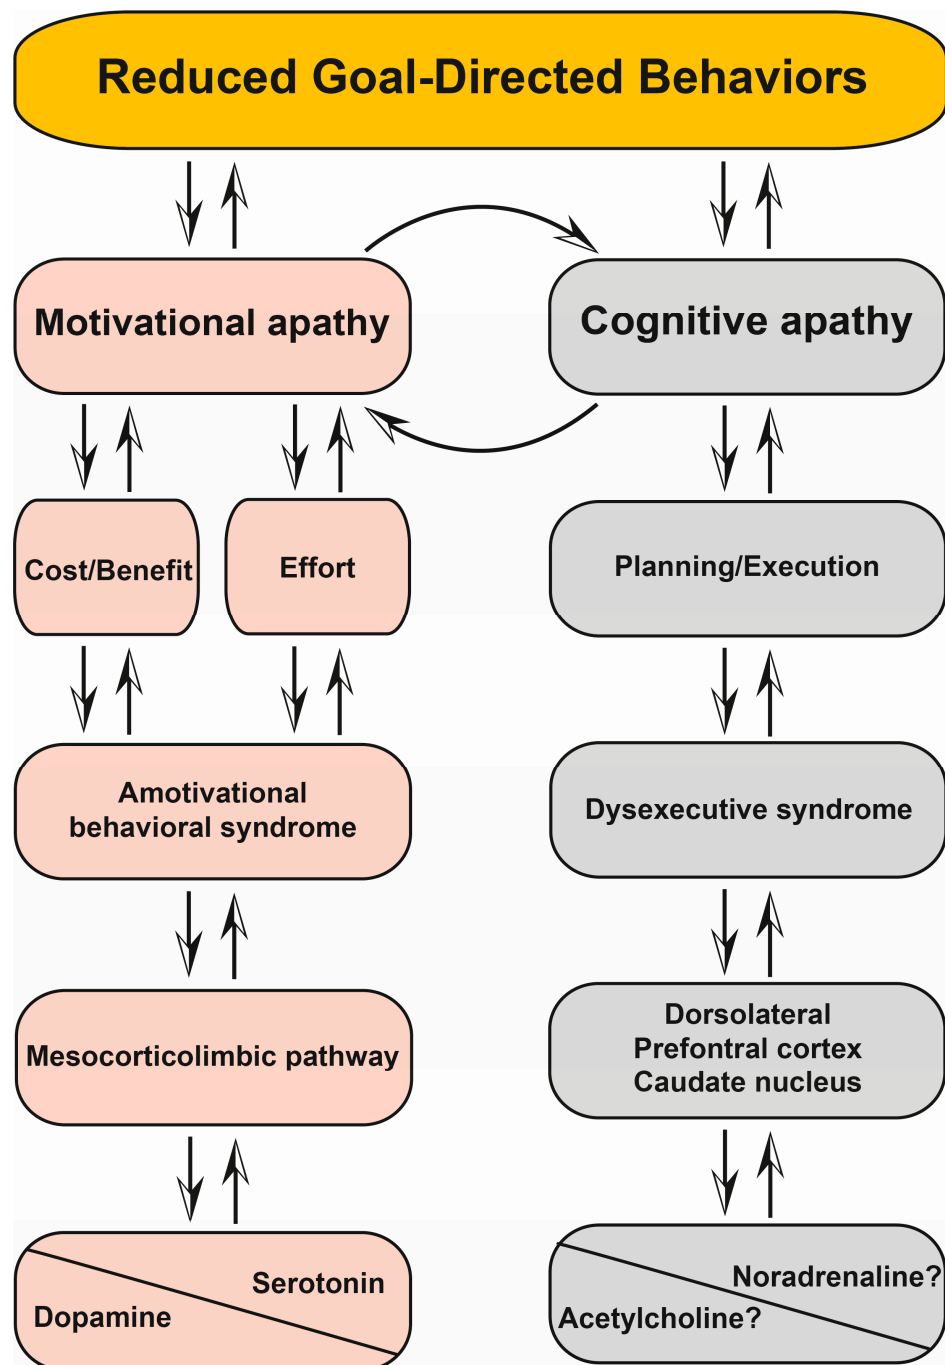 Reduced Goal-Directed Behaviors
Motivational apathy
Cognitive apathy
Cost/Benefit
Effort
Planning/Execution
Amotivational
behavioral syndrome
Dysexecutive syndrome
Mesocorticolimbic pathway
Dorsolateral
Prefontral cortex
Caudate nucleus
Serotonin
Dopamine
Noradrenaline?
Acetylcholine?